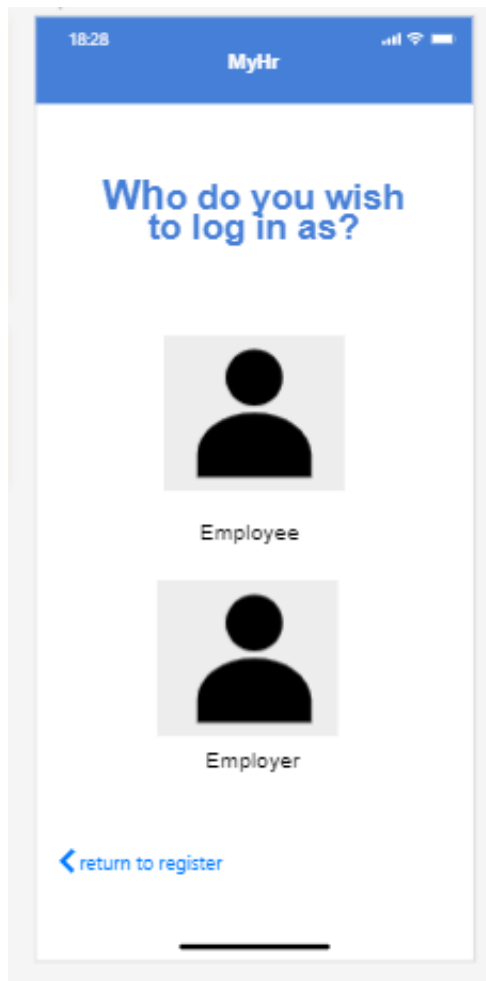 18:28
MyHr
Who do you wish
to log in as?
Employee
Employer
return to register